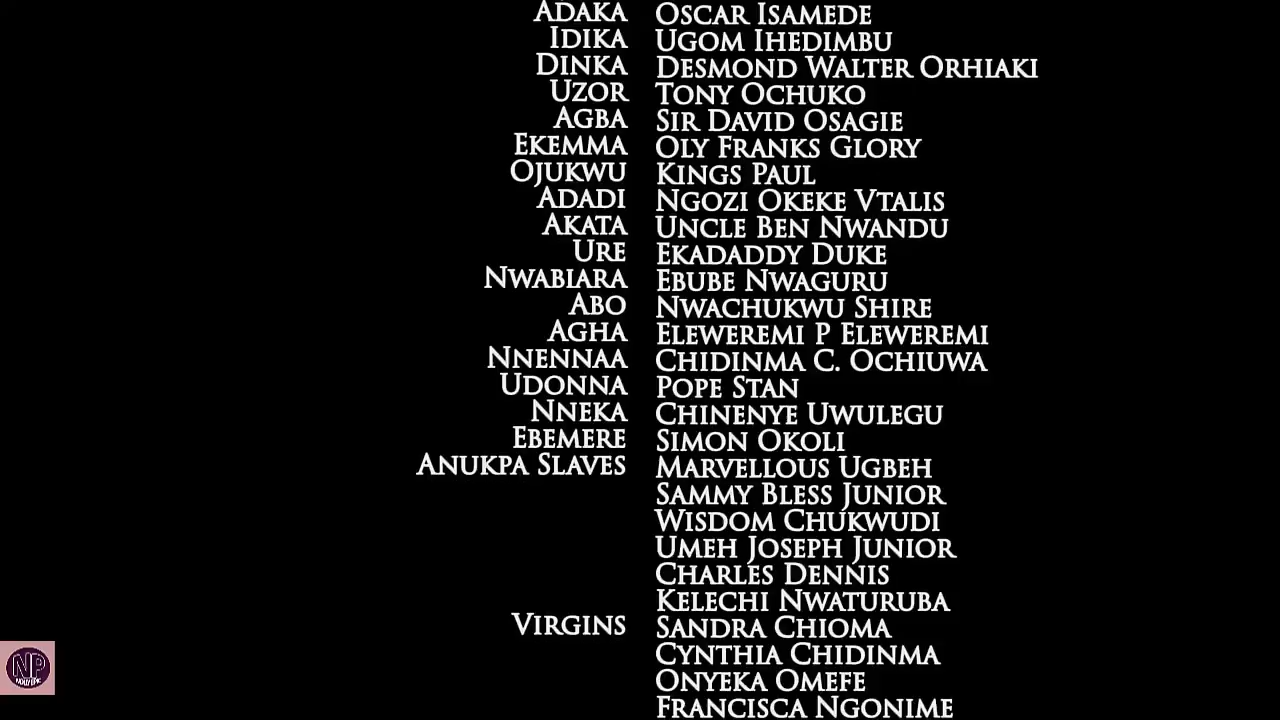 Adaka Oscar Isamede
Idika Ugom Ihedimbu
Dinka Desmond Walter Orhiaki
Uzor Tony Ochuko
Agba Sir David Osagie
Ekemma Oly Franks Glory
Ojukwu Kings Paul
Adadi Ngozi Okeke Vtalis
Akata Uncle Ben Nwandu
Ure Ekadaddy Duke
Nwabiara Ebube Nwaguru
Abo Nwachukwu Shire
Agha Eleweremi P Eleweremi
Nnennaa Chidinma C. Ochiuwa
Udonna Pope Stan
Nneka Chinenye Uwulegu
Ebemere Simon Okoli
Anukpa Slaves Marvellous Ugbeh
Sammy Bless Junior
Wisdom Chukwudi
Umeh Joseph Junior
Charles Dennis
Kelechi Nwaturuba
Virgins Sandra Chioma
Cynthia Chidinma
Onyeka Omefe
Francisca Ngonime
NP